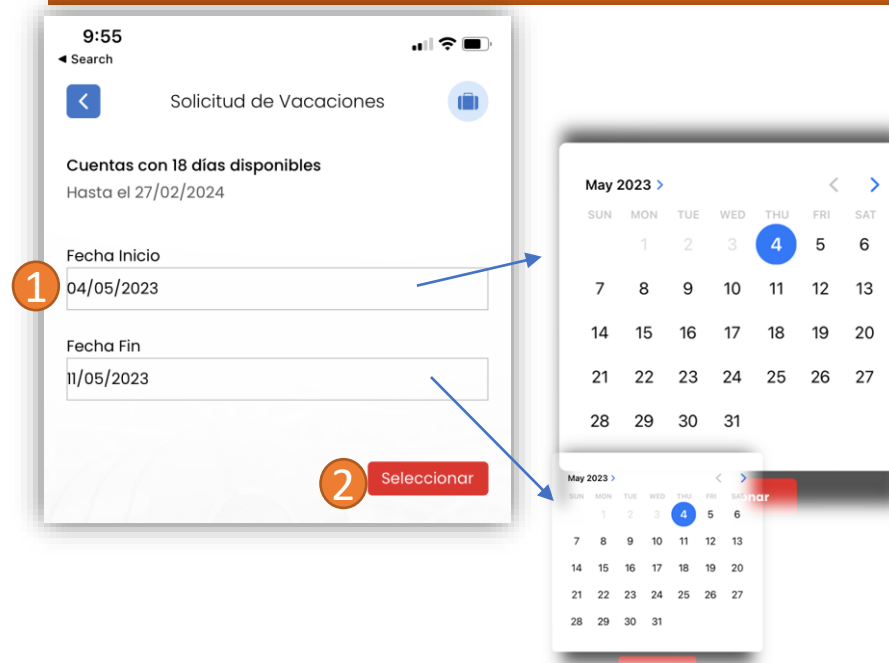 9:55
Search
Solicitud de Vacaciones
Cuentas con 18 días disponibles
Hasta el 27/02/2024
Fecha Inicio
1
04/05/2023
Fecha Fin
11/05/2023
2
Seleccionar
May 2023
SUN MON TUE WED THU FRI SAT
1 2 3 4 5 6
7 8 9 10 11 12 13
14 15 16 17 18 19 20
21 22 23 24 25 26 27
28 29 30 31
nar
May 2023
SUN MON TUE WED THU FRI SAT
1 2 3 4 5 6
7 8 9 10 11 12 13
14 15 16 17 18 19 20
21 22 23 24 25 26 27
28 29 30 31